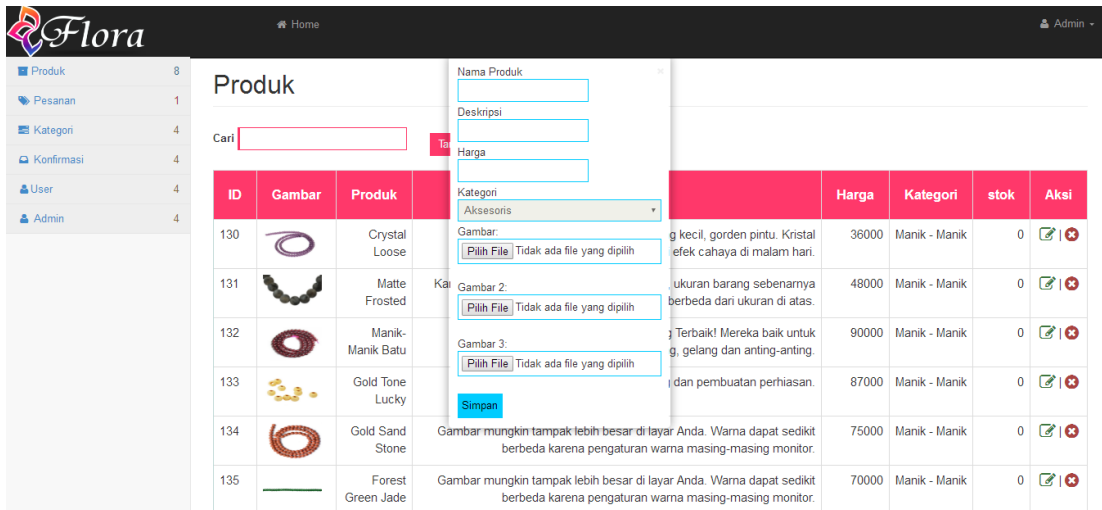 Flora
Home
Admin
Produk 8
Pesanan 1
Kategori 4
Konfirmasi 4
User 4
Admin 4
Produk
Cari
Nama Produk
Deskripsi
Harga
Kategori
Aksesoris
Gambar:
Pilih File Tidak ada file yang dipilih
Gambar 2:
Pilih File Tidak ada file yang dipilih
Gambar 3:
Pilih File Tidak ada file yang dipilih
Simpan
ID Gambar Produk Harga Kategori stok Aksi
130 Crystal kecil, gorden pintu. Kristal 36000 Manik - Manik 0 |
Loose efek cahaya di malam hari.
131 Matte ukuran barang sebenarnya 48000 Manik - Manik 0 |
Frosted berbeda dari ukuran di atas.
132 Manik- Terbaik! Mereka baik untuk 90000 Manik - Manik 0 |
Manik Batu gelang dan anting-anting.
133 Gold Tone dan pembuatan perhiasan. 87000 Manik - Manik 0 |
Lucky
134 Gold Sand Gambar mungkin tampak lebih besar di layar Anda. Warna dapat sedikit 75000 Manik - Manik 0 |
Stone berbeda karena pengaturan warna masing-masing monitor.
135 Forest Gambar mungkin tampak lebih besar di layar Anda. Warna dapat sedikit 70000 Manik - Manik 0 |
Green Jade berbeda karena pengaturan warna masing-masing monitor.